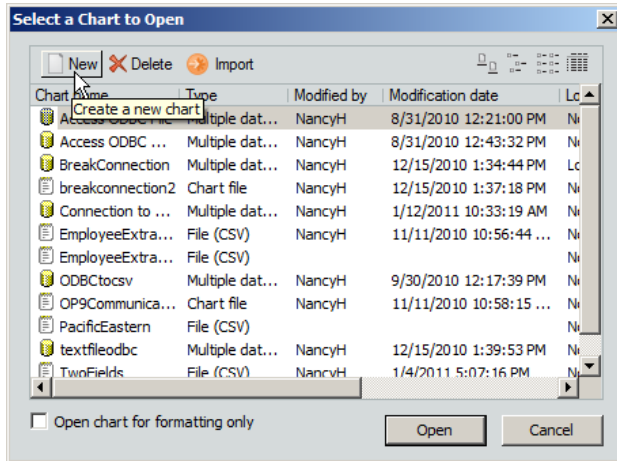 Select a Chart to Open
New Delete Import
Chart name Type Modified by Modification date Lo
Create a new chart
Access ODBC File Multiple dat... NancyH 8/31/2010 12:21:00 PM N
Access ODBC ... Multiple dat... NancyH 8/31/2010 12:43:32 PM N
BreakConnection Multiple dat... NancyH 12/15/2010 1:34:44 PM Lc
breakconnection2 Chart file NancyH 12/15/2010 1:37:18 PM N
Connection to ... Multiple dat... NancyH 1/12/2011 10:33:19 AM N
EmployeeExtra... File (CSV) NancyH 11/11/2010 10:56:44 ... N
EmployeeExtra... File (CSV) N
ODBCtocsv Multiple dat... NancyH 9/30/2010 12:17:39 PM N
OP9Communica... Chart file NancyH 11/11/2010 10:58:15 ... N
PacificEastern File (CSV) N
textfileodbc Multiple dat... NancyH 12/15/2010 1:39:53 PM N
TwoFields File (CSV) NancyH 1/4/2011 5:07:16 PM N
Open chart for formatting only
Open Cancel